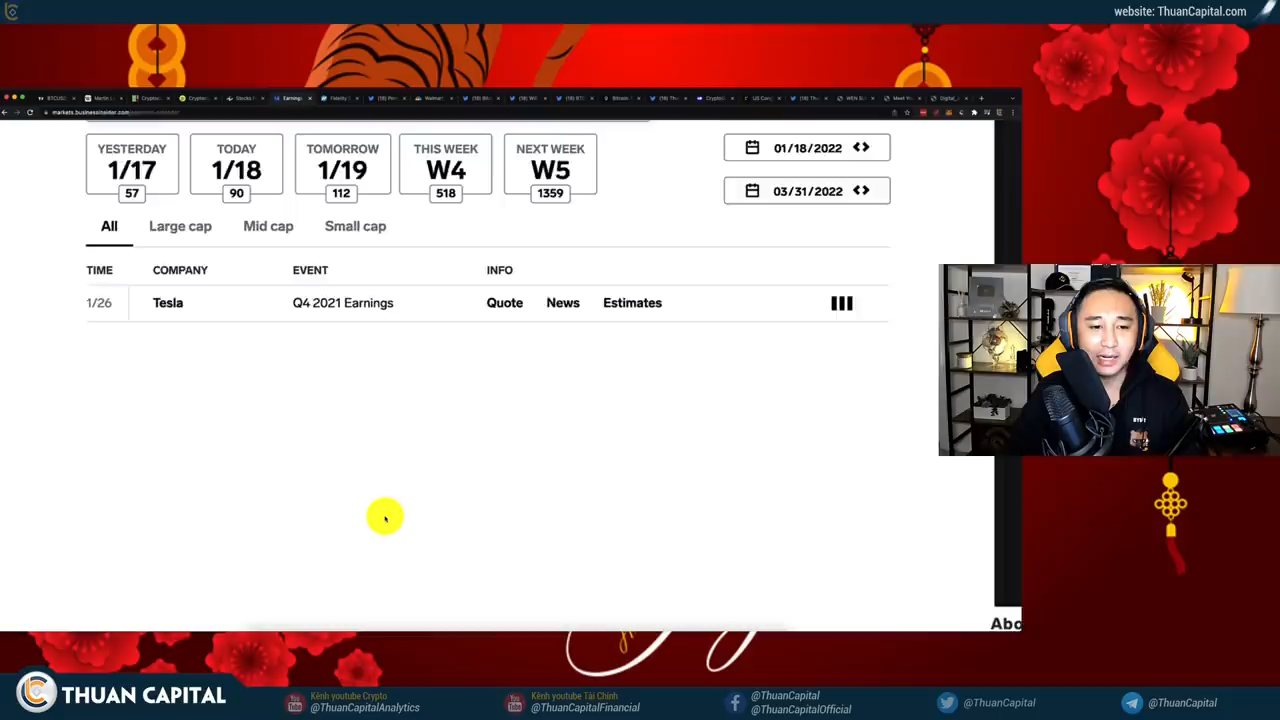 website: ThuanCapital.com
markets.businessinsider.com
YESTERDAY
1/17
57
TODAY
1/18
90
TOMORROW
1/19
112
THIS WEEK
W4
518
NEXT WEEK
W5
1359
01/18/2022
03/31/2022
All
Large cap
Mid cap
Small cap
TIME
COMPANY
EVENT
INFO
1/26
Tesla
Q4 2021 Earnings
Quote
News
Estimates
Abo
THUAN CAPITAL
Kênh youtube Crypto
@ThuanCapitalAnalytics
Kênh youtube Tài Chính
@ThuanCapitalFinancial
@ThuanCapital
@ThuanCapitalOfficial
@ThuanCapital
@ThuanCapital